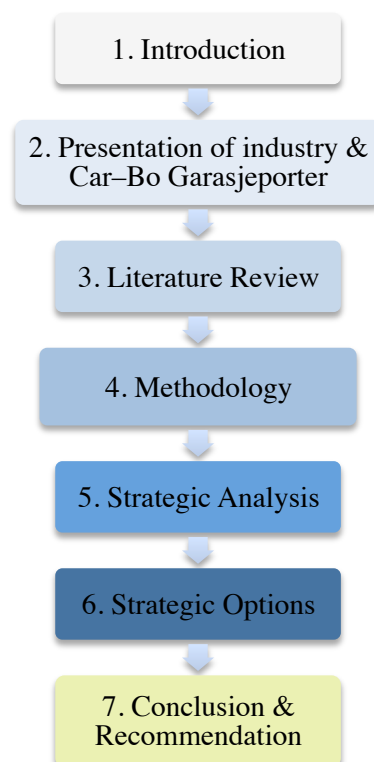 1. Introduction
2. Presentation of industry &
Car–Bo Garasjeporter
3. Literature Review
4. Methodology
5. Strategic Analysis
6. Strategic Options
7. Conclusion &
Recommendation